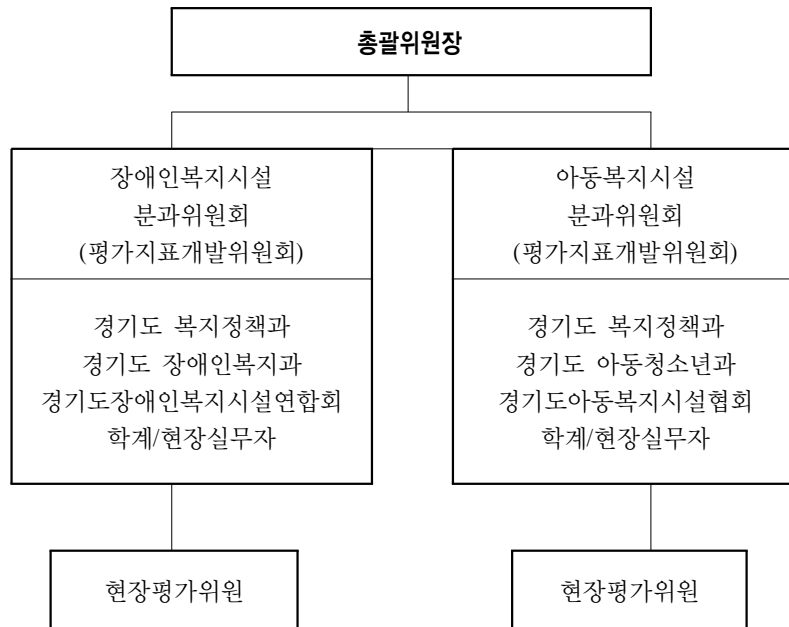 총괄위원장
장애인복지시설
분과위원회
(평가지표개발위원회)
경기도 복지정책과
경기도 장애인복지과
경기도장애인복지시설연합회
학계/현장실무자
현장평가위원
아동복지시설
분과위원회
(평가지표개발위원회)
경기도 복지정책과
경기도 아동청소년과
경기도아동복지시설협회
학계/현장실무자
현장평가위원